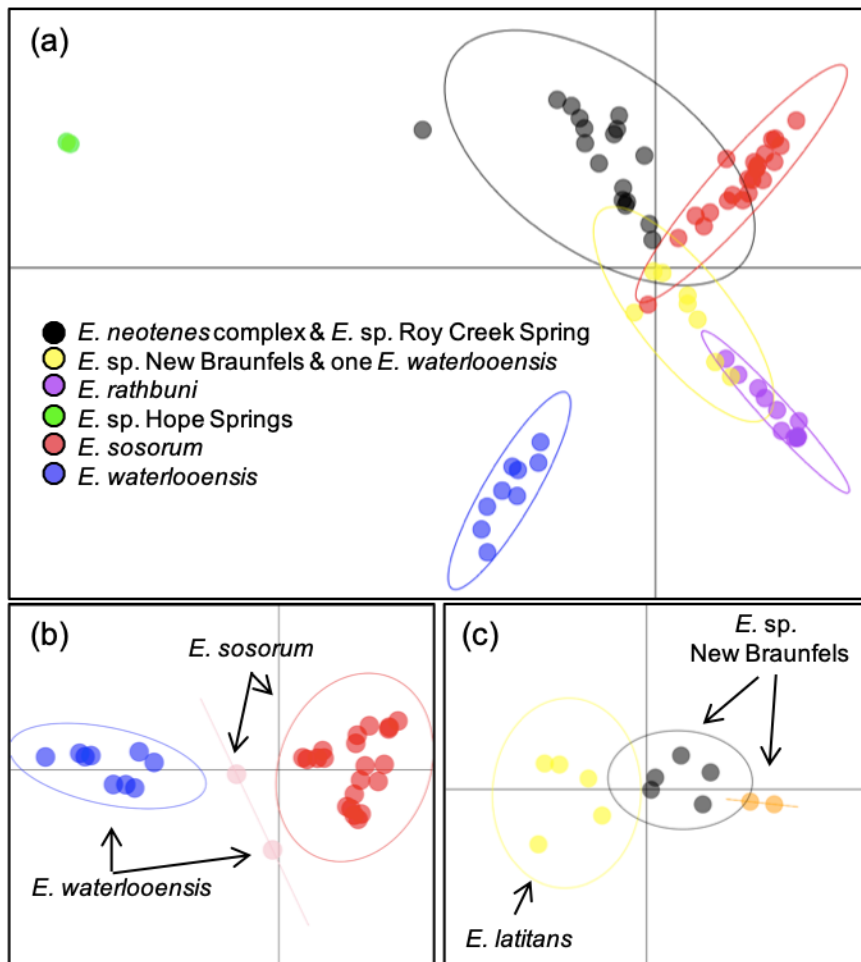 (a)
E. neotenes complex & E. sp. Roy Creek Spring
E. sp. New Braunfels & one E. waterlooensis
E. rathbuni
E. sp. Hope Springs
E. sosorum
E. waterlooensis
(b)
E. sosorum
E. waterlooensis
(c)
E. sp.
New Braunfels
E. latitans